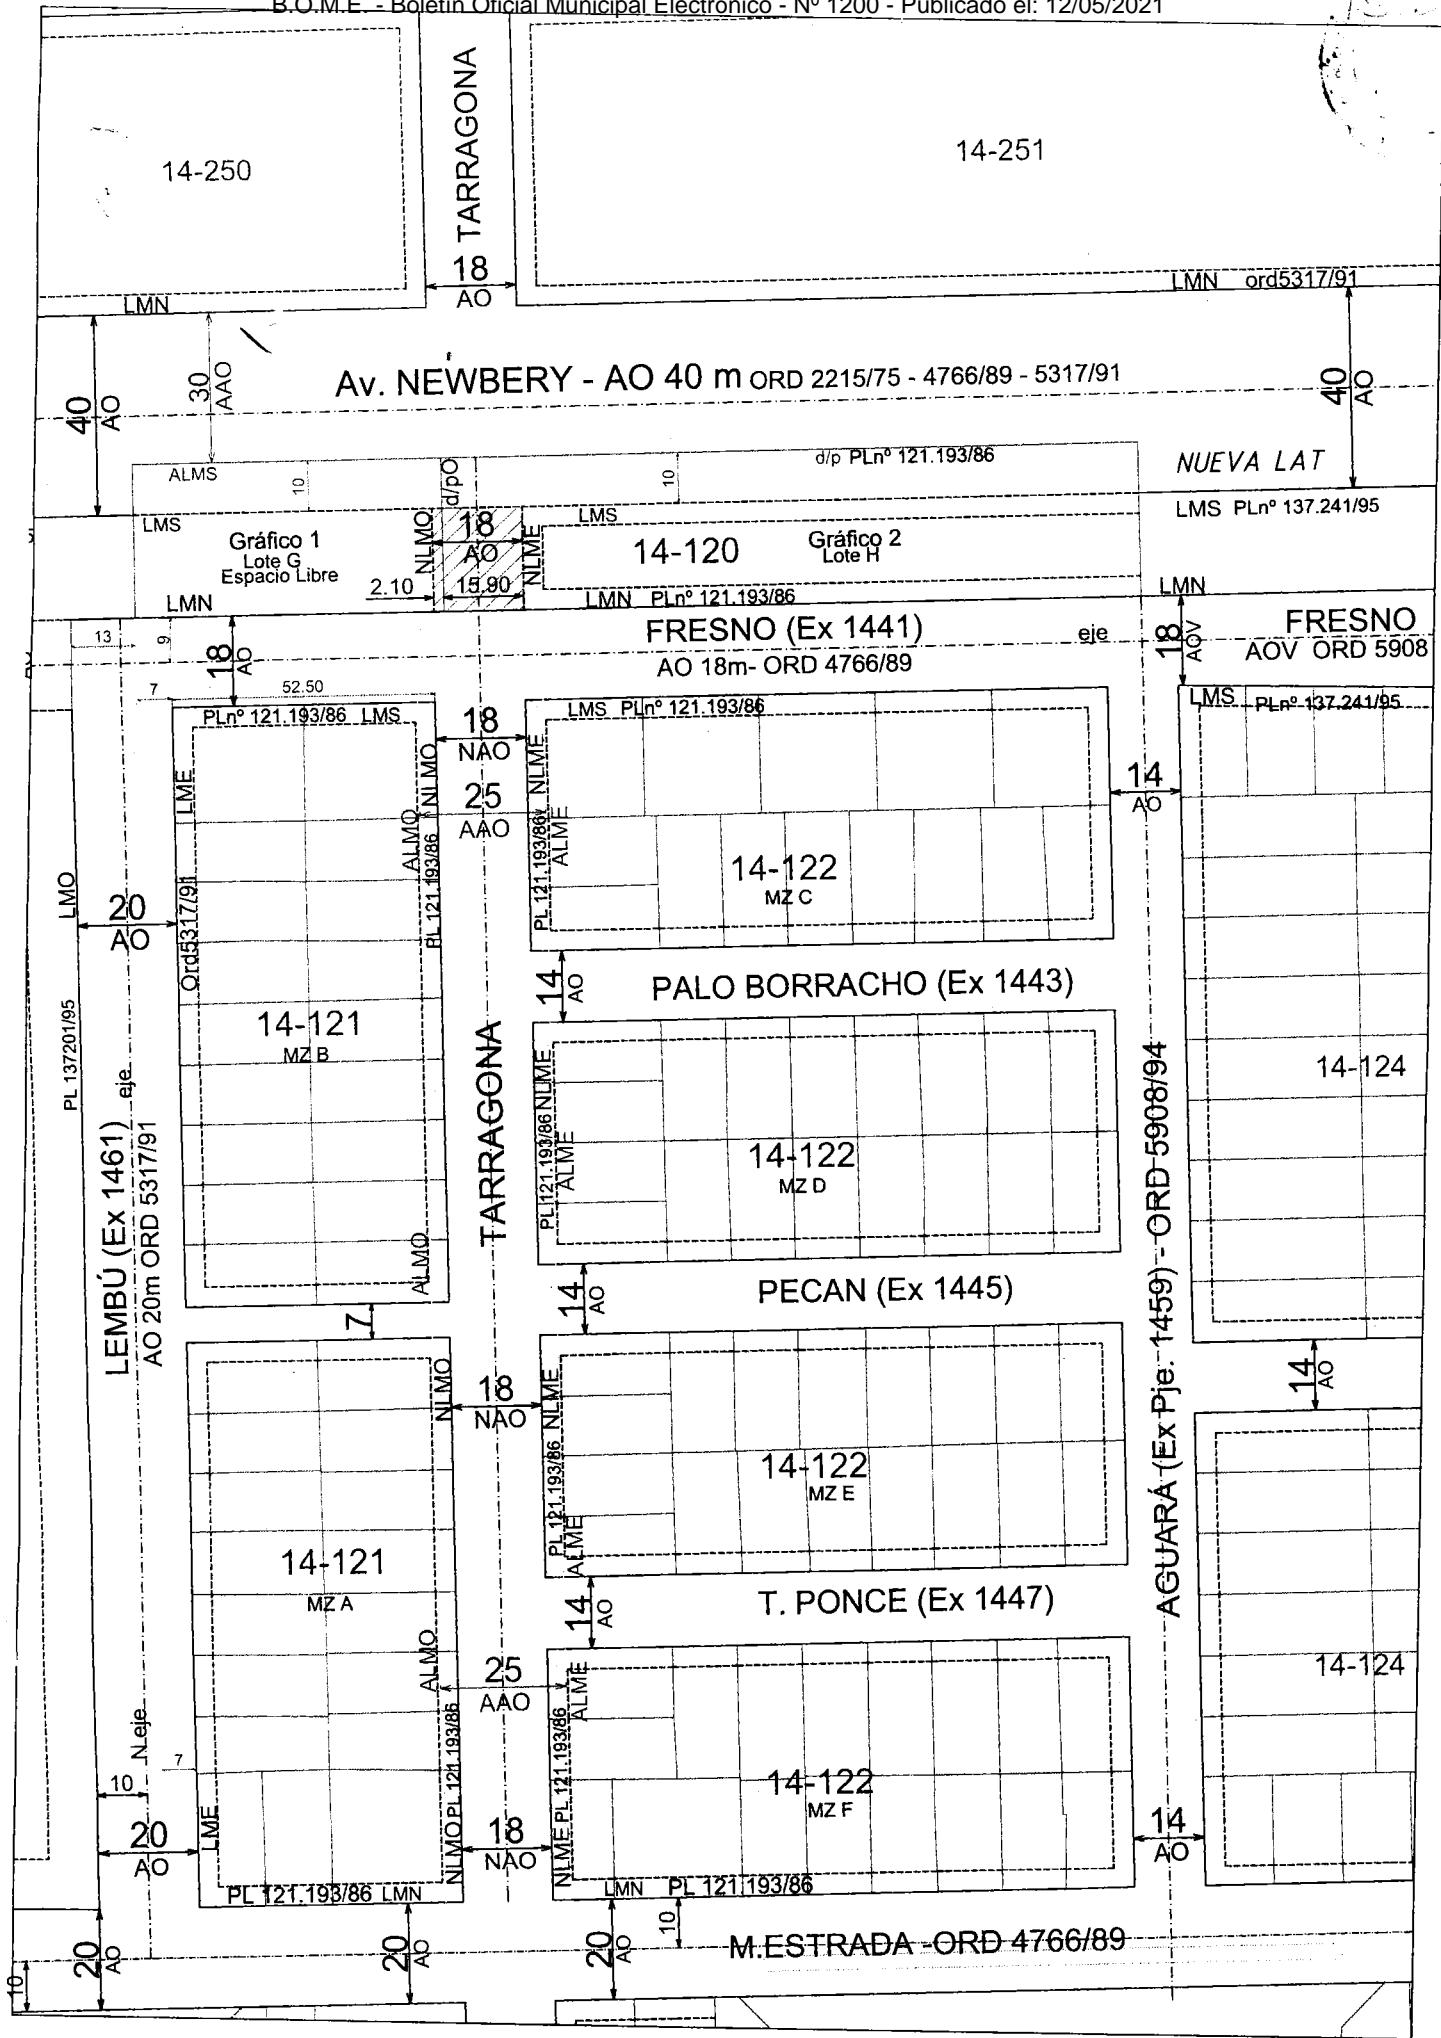 B.O.M.E. - Boletín Oficial Municipal Electrónico - Nº 1200 - Publicado el: 12/05/2021
TARRAGONA
14-250
14-251
18
AO
LMN
LMN ord5317/91
40
AO
30
AAO
Av. NEWBERY - AO 40 m ORD 2215/75 - 4766/89 - 5317/91
40
AO
ALMS
10
d/pO
10
d/p PLnº 121.193/86
NUEVA LAT
LMS
Gráfico 1
Lote G
Espacio Libre
NLMO
18
AO
NLME
LMS
14-120
Gráfico 2
Lote H
LMS PLnº 137.241/95
2.10
15.90
LMN
LMN PLnº 121.193/86
LMN
13
9
18
AO
FRESNO (Ex 1441)
AO 18m- ORD 4766/89
eje
18
AOV
FRESNO
AOV ORD 5908
7
52.50
PLnº 121.193/86 LMS
18
NAO
LMS PLnº 121.193/86
LMS PLnº 137.241/95
LME
NLMO
NLME
25
AAO
14
AO
ALMO
PL 121.193/86
PL 121.193/86
ALME
14-122
MZ C
LMO
20
AO
Ord5317/91
14
AO
PALO BORRACHO (Ex 1443)
PL 137201/95
14-121
MZ B
TARRAGONA
NLME
PL 121.193/86
ALME
14-122
MZ D
14-124
eje
LEMBÚ (Ex 1461)
AO 20m ORD 5317/91
AGUARÁ (Ex Pje. 1459) - ORD 5908/94
ALMO
14
AO
PECAN (Ex 1445)
7
14
AO
NLMO
18
NAO
NLME
PL 121.193/86
ALME
14-122
MZ E
14-121
MZ A
14
AO
T. PONCE (Ex 1447)
ALMO
25
AAO
ALME
14-124
N.eje
7
10
PL 121.193/86
PL 121.193/86
14-122
MZ F
LME
20
AO
NLMO
18
NAO
NLME
14
AO
PL 121.193/86 LMN
LMN PL 121.193/86
20
AO
20
AO
20
AO
10
M.ESTRADA -ORD 4766/89
10